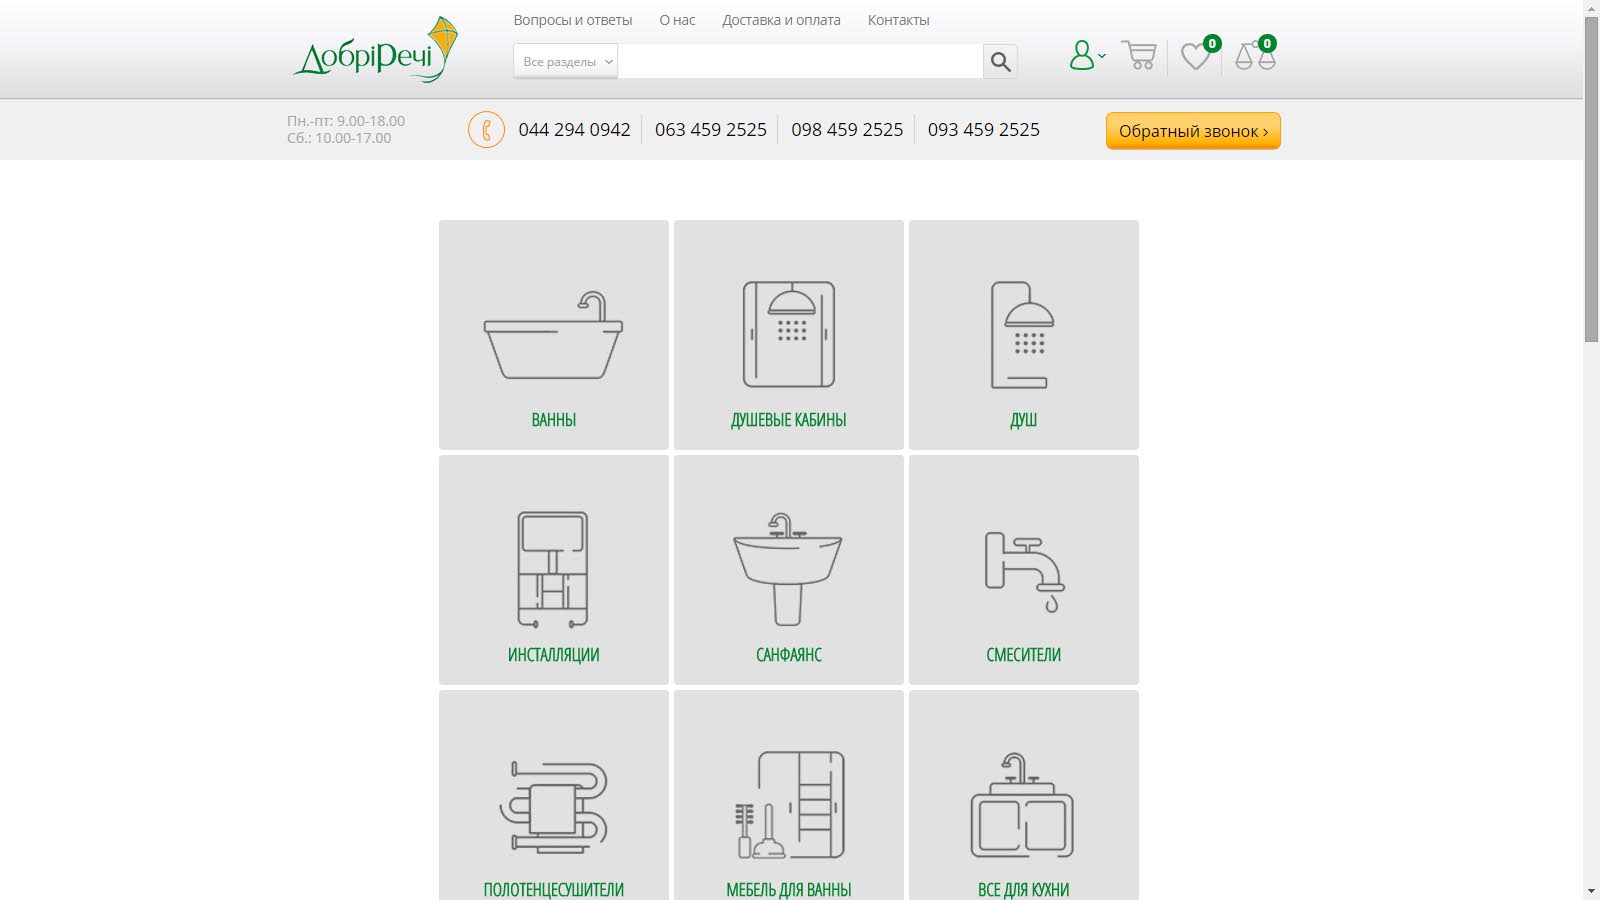 Вопросы и ответы О нас Доставка и оплата Контакты
ДобріРечі
Все разделы
0 0
Пн.-пт: 9.00-18.00
Сб.: 10.00-17.00
044 294 0942 063 459 2525 098 459 2525 093 459 2525
Обратный звонок ›
ВАННЫ ДУШЕВЫЕ КАБИНЫ ДУШ
ИНСТАЛЛЯЦИИ САНФАЯНС СМЕСИТЕЛИ
ПОЛОТЕНЦЕСУШИТЕЛИ МЕБЕЛЬ ДЛЯ ВАННЫ ВСЕ ДЛЯ КУХНИ